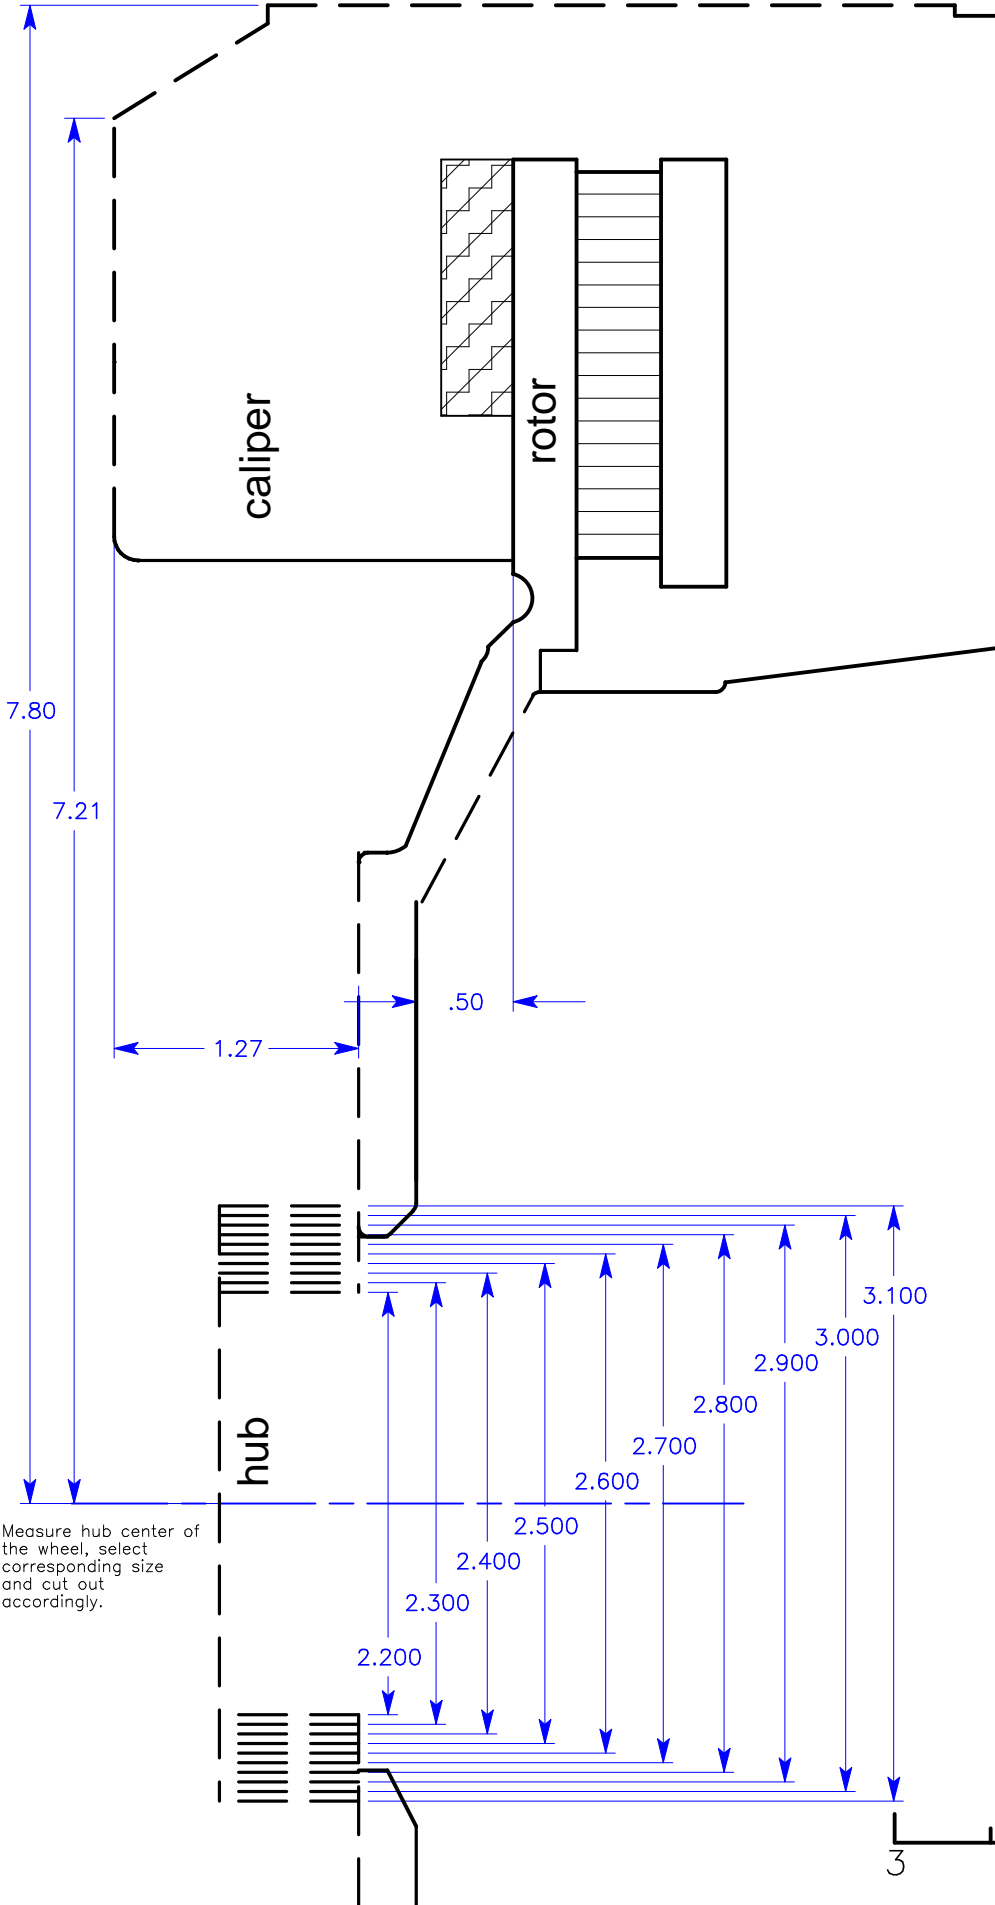 caliper
rotor
7.80
7.21
.50
1.27
3.100
3.000
2.900
2.800
hub
2.700
2.600
2.500
Measure hub center of
the wheel, select
corresponding size
and cut out
accordingly.
2.400
2.300
2.200
3